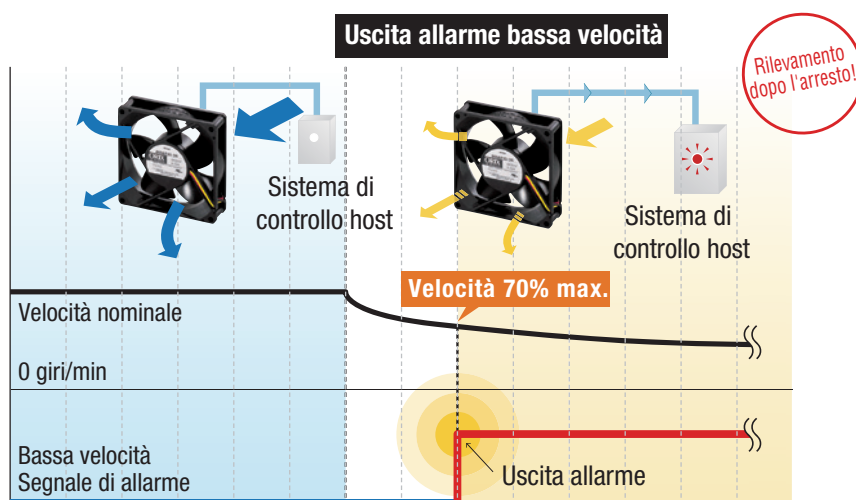 Uscita allarme bassa velocità
Rilevamento
dopo l'arresto!
Sistema di
controllo host
Sistema di
controllo host
Velocità 70% max.
Velocità nominale
0 giri/min
Bassa velocità
Segnale di allarme
Uscita allarme